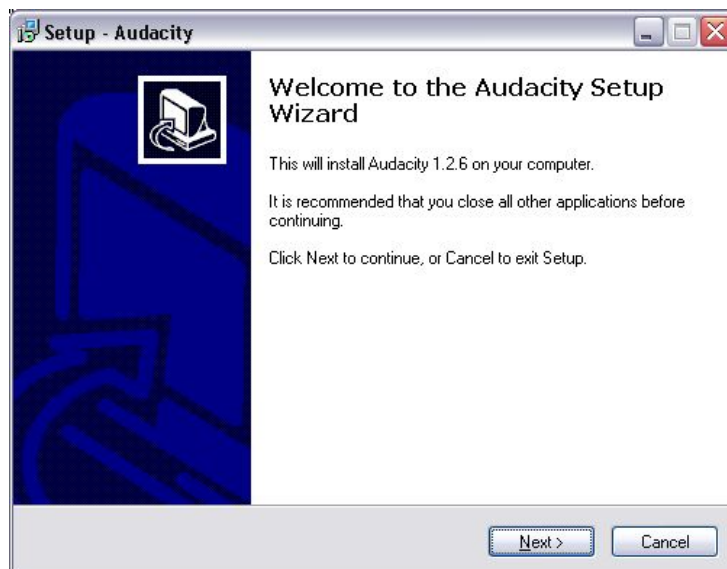 Setup - Audacity
Welcome to the Audacity Setup
Wizard
This will install Audacity 1.2.6 on your computer.
It is recommended that you close all other applications before
continuing.
Click Next to continue, or Cancel to exit Setup.
Next >
Cancel